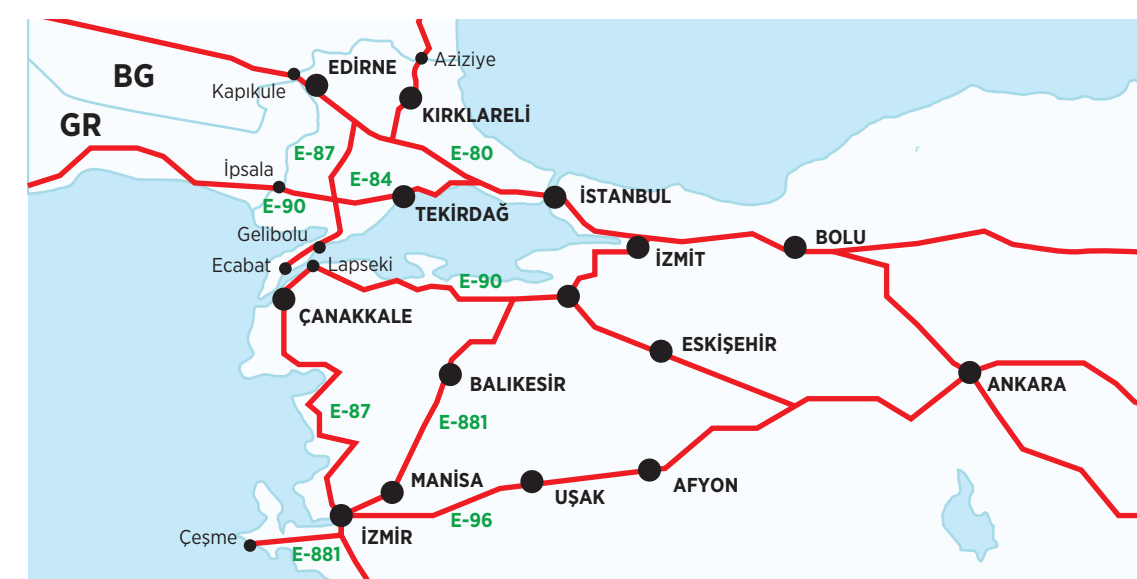 Aziziye
EDİRNE
BG
Kapıkule
KIRKLARELİ
GR
E-87
E-80
İpsala
E-84
E-90
İSTANBUL
TEKİRDAĞ
Gelibolu
BOLU
İZMİT
Ecabat
Lapseki
E-90
ÇANAKKALE
ESKİŞEHİR
BALIKESİR
ANKARA
E-87
E-881
MANİSA
AFYON
UŞAK
E-96
Çeşme
İZMİR
E-881